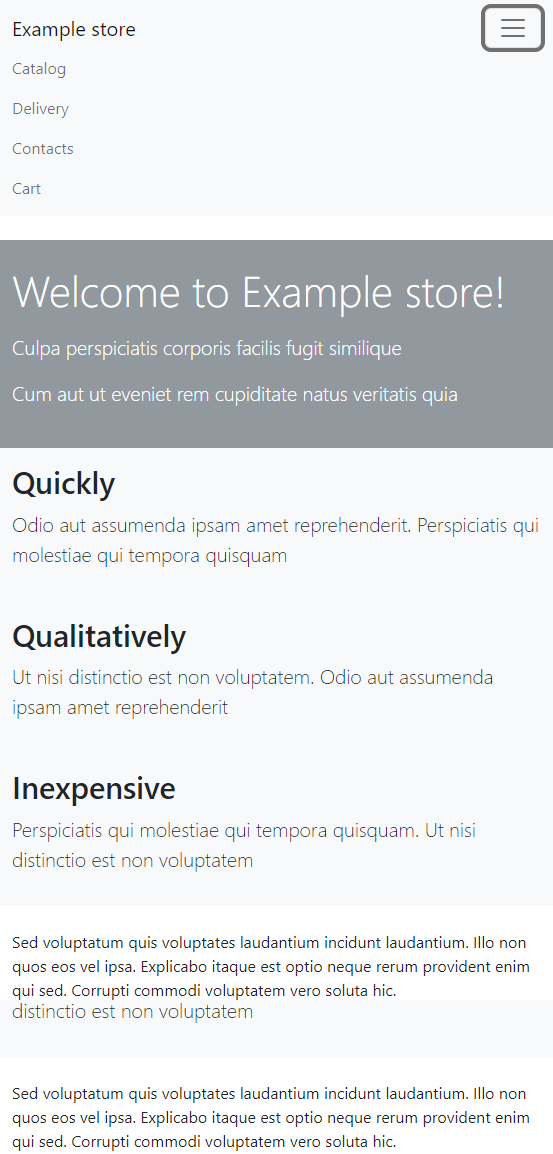 Example store
Catalog
Delivery
Contacts
Cart
Welcome to Example store!
Culpa perspiciatis corporis facilis fugit similique
Cum aut ut eveniet rem cupiditate natus veritatis quia
Quickly
Odio aut assumenda ipsam amet reprehenderit. Perspiciatis qui
molestiae qui tempora quisquam
Qualitatively
Ut nisi distinctio est non voluptatem. Odio aut assumenda
ipsam amet reprehenderit
Inexpensive
Perspiciatis qui molestiae qui tempora quisquam. Ut nisi
distinctio est non voluptatem
Sed voluptatum quis voluptates laudantium incidunt laudantium. Illo non
quos eos vel ipsa. Explicabo itaque est optio neque rerum provident enim
qui sed. Corrupti commodi voluptatem vero soluta hic.
distinctio est non voluptatem
Sed voluptatum quis voluptates laudantium incidunt laudantium. Illo non
quos eos vel ipsa. Explicabo itaque est optio neque rerum provident enim
qui sed. Corrupti commodi voluptatem vero soluta hic.